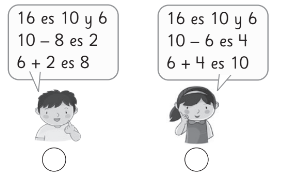 16 es 10 y 6
10 – 8 es 2
6 + 2 es 8
16 es 10 y 6
10 – 6 es 4
6 + 4 es 10